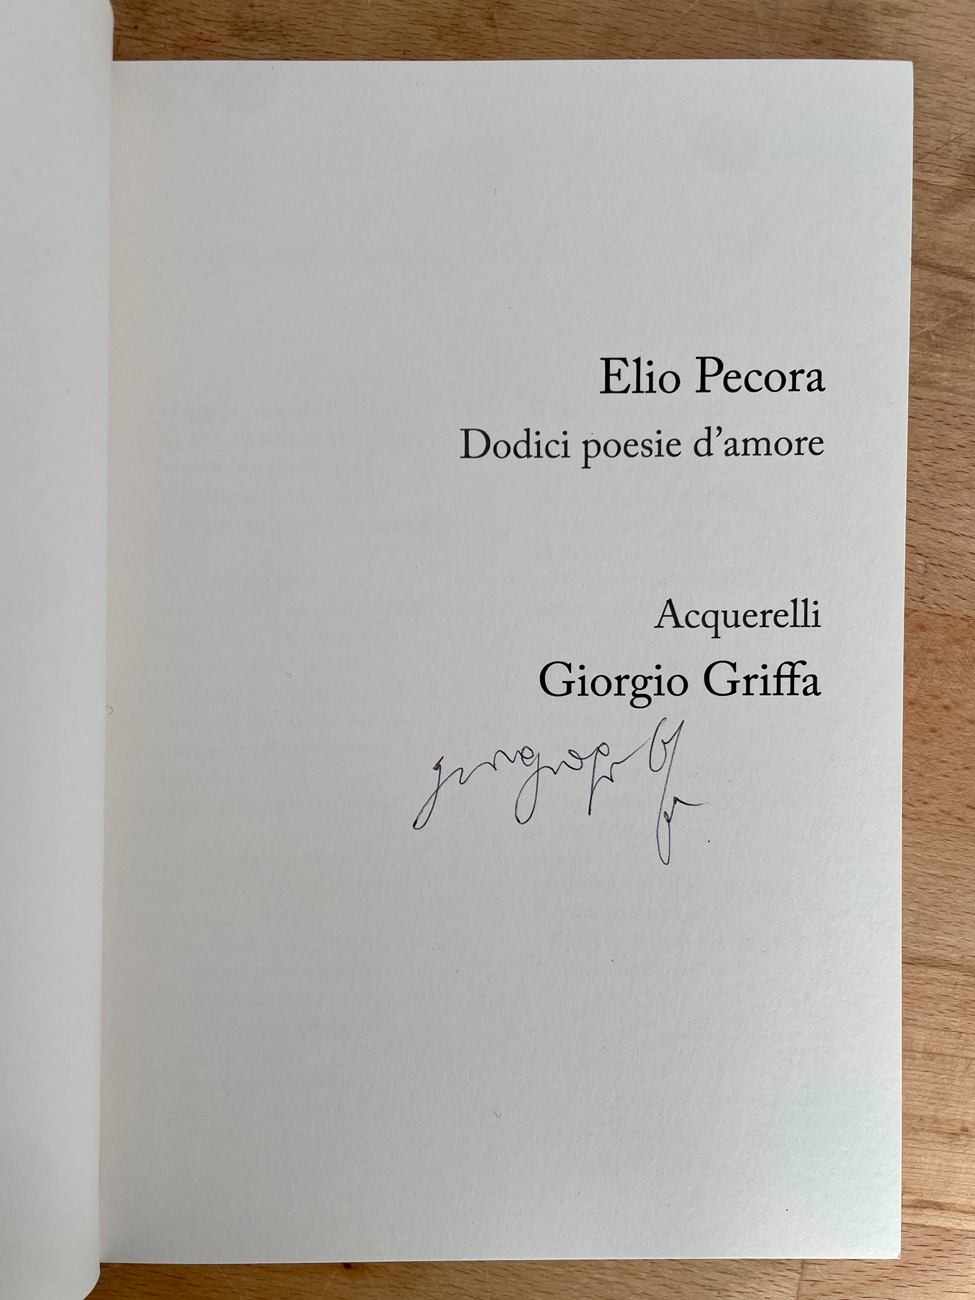 Elio Pecora
Dodici poesie d'amore
Acquerelli
Giorgio Griffa